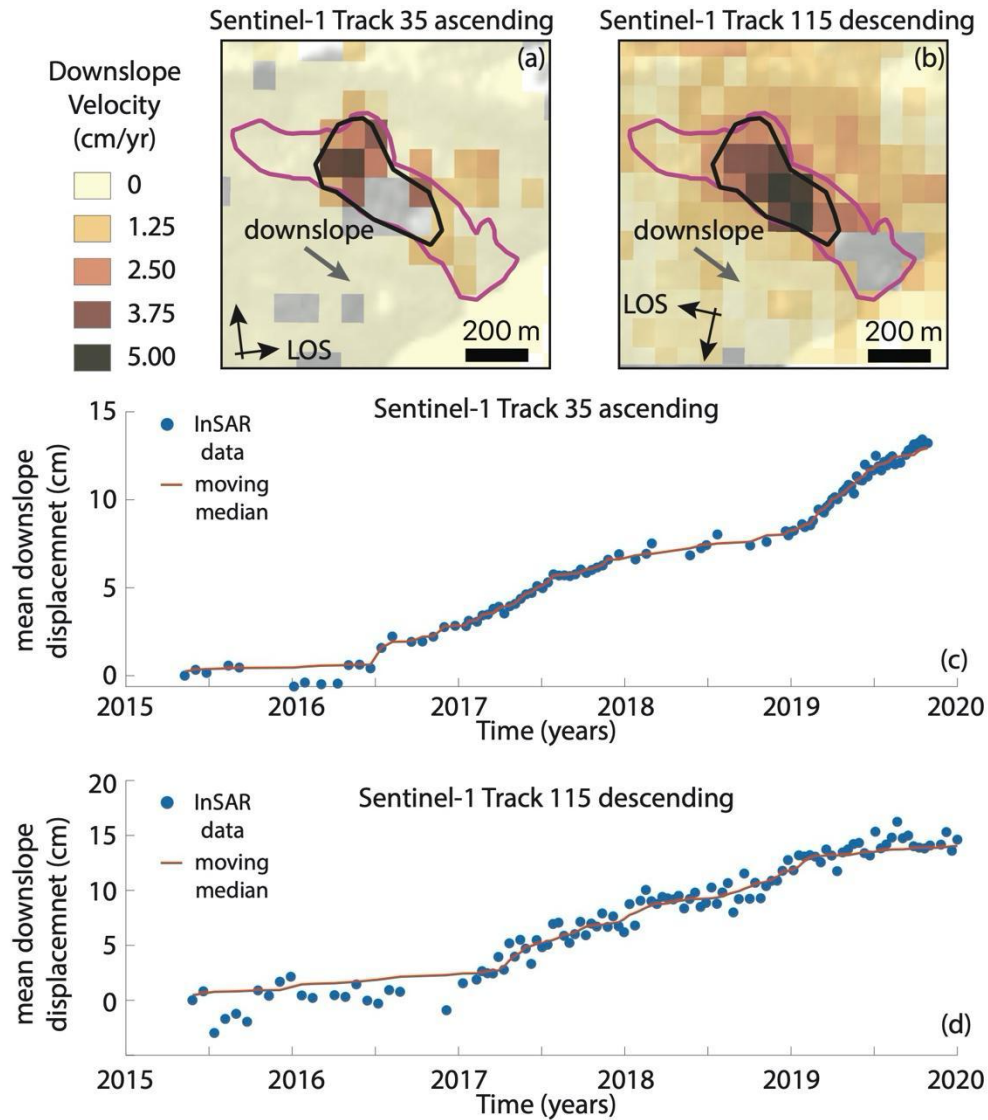 Sentinel-1 Track 35 ascending
Sentinel-1 Track 115 descending
Downslope
Velocity
(cm/yr)
0
1.25
2.50
3.75
5.00
(a)
downslope
LOS
200 m
(b)
downslope
LOS
200 m
Sentinel-1 Track 35 ascending
InSAR
data
moving
median
mean downslope
displacemnet (cm)
15
10
5
0
(c)
2015
2016
2017
2018
2019
2020
Time (years)
Sentinel-1 Track 115 descending
InSAR
data
moving
median
mean downslope
displacemnet (cm)
20
15
10
5
0
(d)
2015
2016
2017
2018
2019
2020
Time (years)